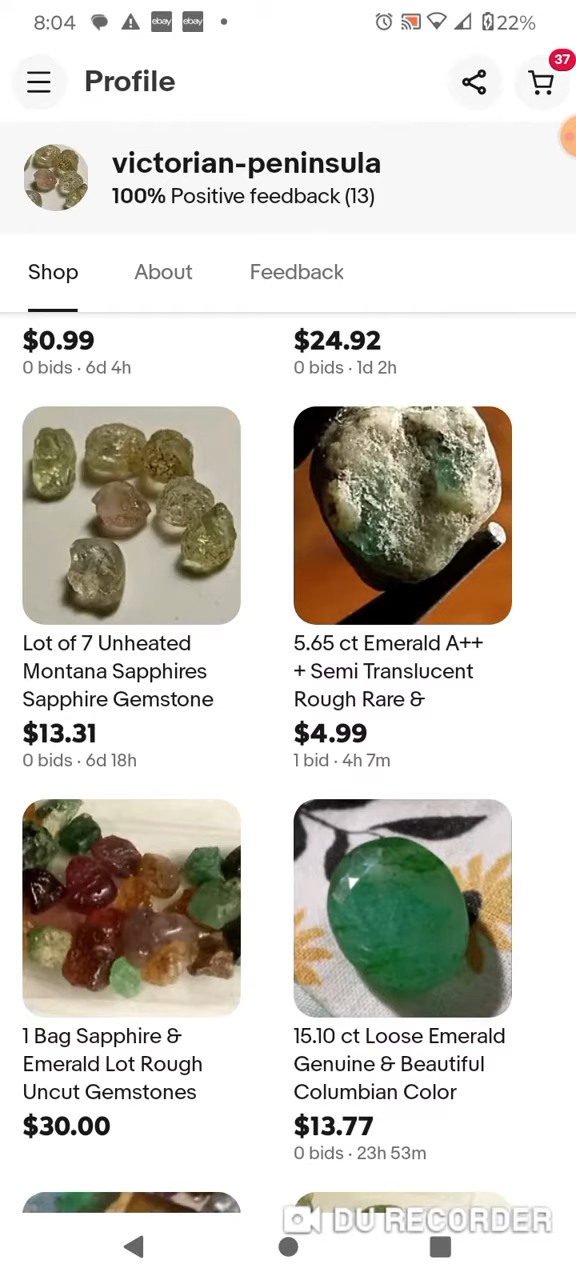 8:04
ebay ebay
22%
37
Profile
victorian-peninsula
100% Positive feedback (13)
Shop About Feedback
$0.99 $24.92
0 bids · 6d 4h 0 bids · 1d 2h
Lot of 7 Unheated
Montana Sapphires
Sapphire Gemstone
$13.31
0 bids · 6d 18h
5.65 ct Emerald A++
+ Semi Translucent
Rough Rare &
$4.99
1 bid · 4h 7m
1 Bag Sapphire &
Emerald Lot Rough
Uncut Gemstones
$30.00
15.10 ct Loose Emerald
Genuine & Beautiful
Columbian Color
$13.77
0 bids · 23h 53m
DU RECORDER